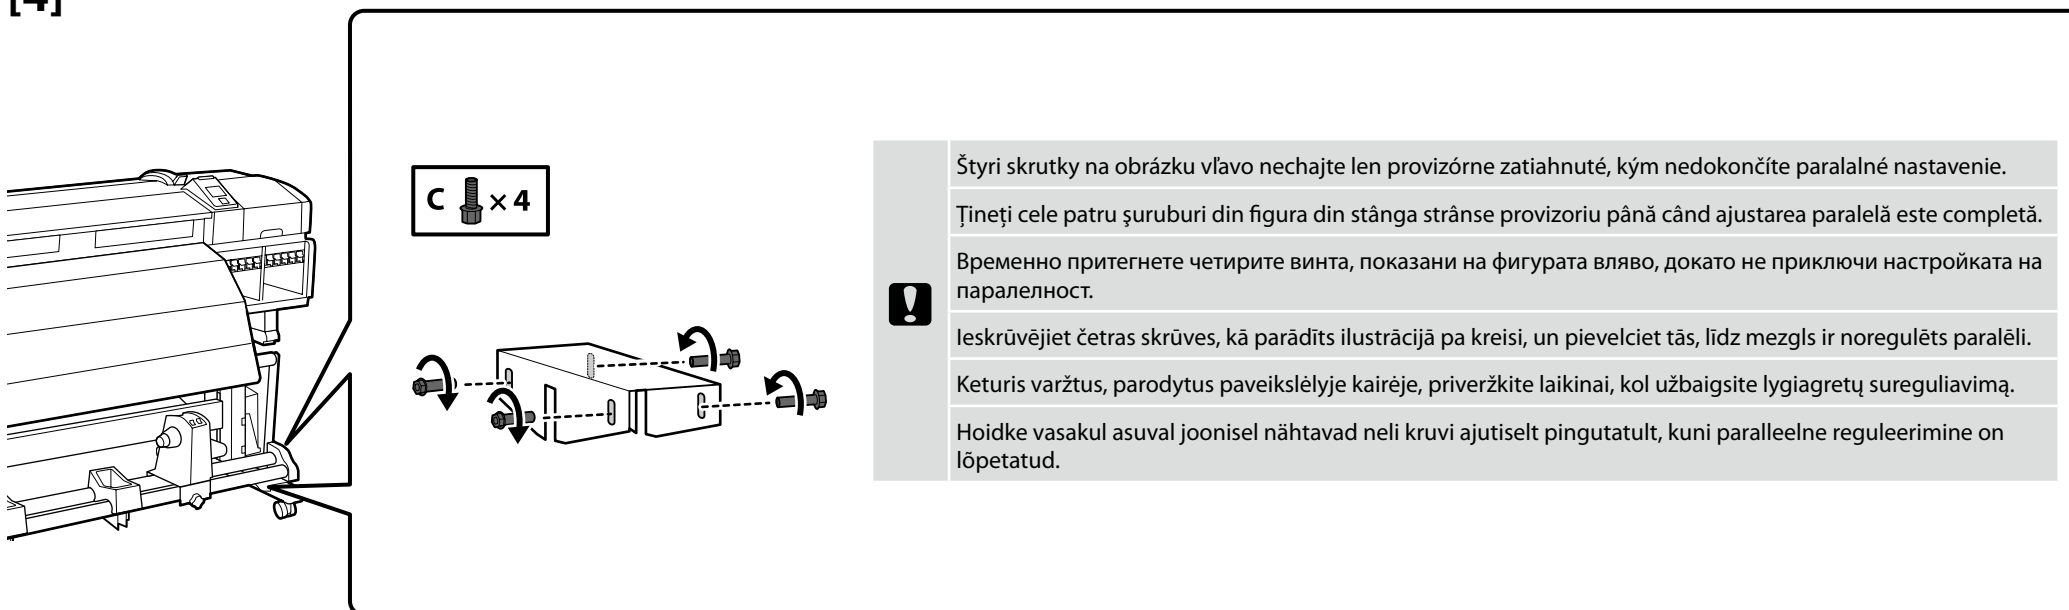 [4]
C × 4
Štyri skrutky na obrázku vľavo nechajte len provizórne zatiahnuté, kým nedokončíte paralalné nastavenie.
Țineți cele patru șuruburi din figura din stânga strânse provizoriu până când ajustarea paralelă este completă.
Временно притегнете четирите винта, показани на фигурата вляво, докато не приключи настройката на
паралелност.
Ieskrūvējiet četras skrūves, kā parādīts ilustrācijā pa kreisi, un pievelciet tās, līdz mezgls ir noregulēts paralēli.
Keturis varžtus, parodytus paveikslėlyje kairėje, priveržkite laikinai, kol užbaigsite lygiagretų sureguliavimą.
Hoidke vasakul asuval joonisel nähtavad neli kruvi ajutiselt pingutatult, kuni paralleelne reguleerimine on
lõpetatud.